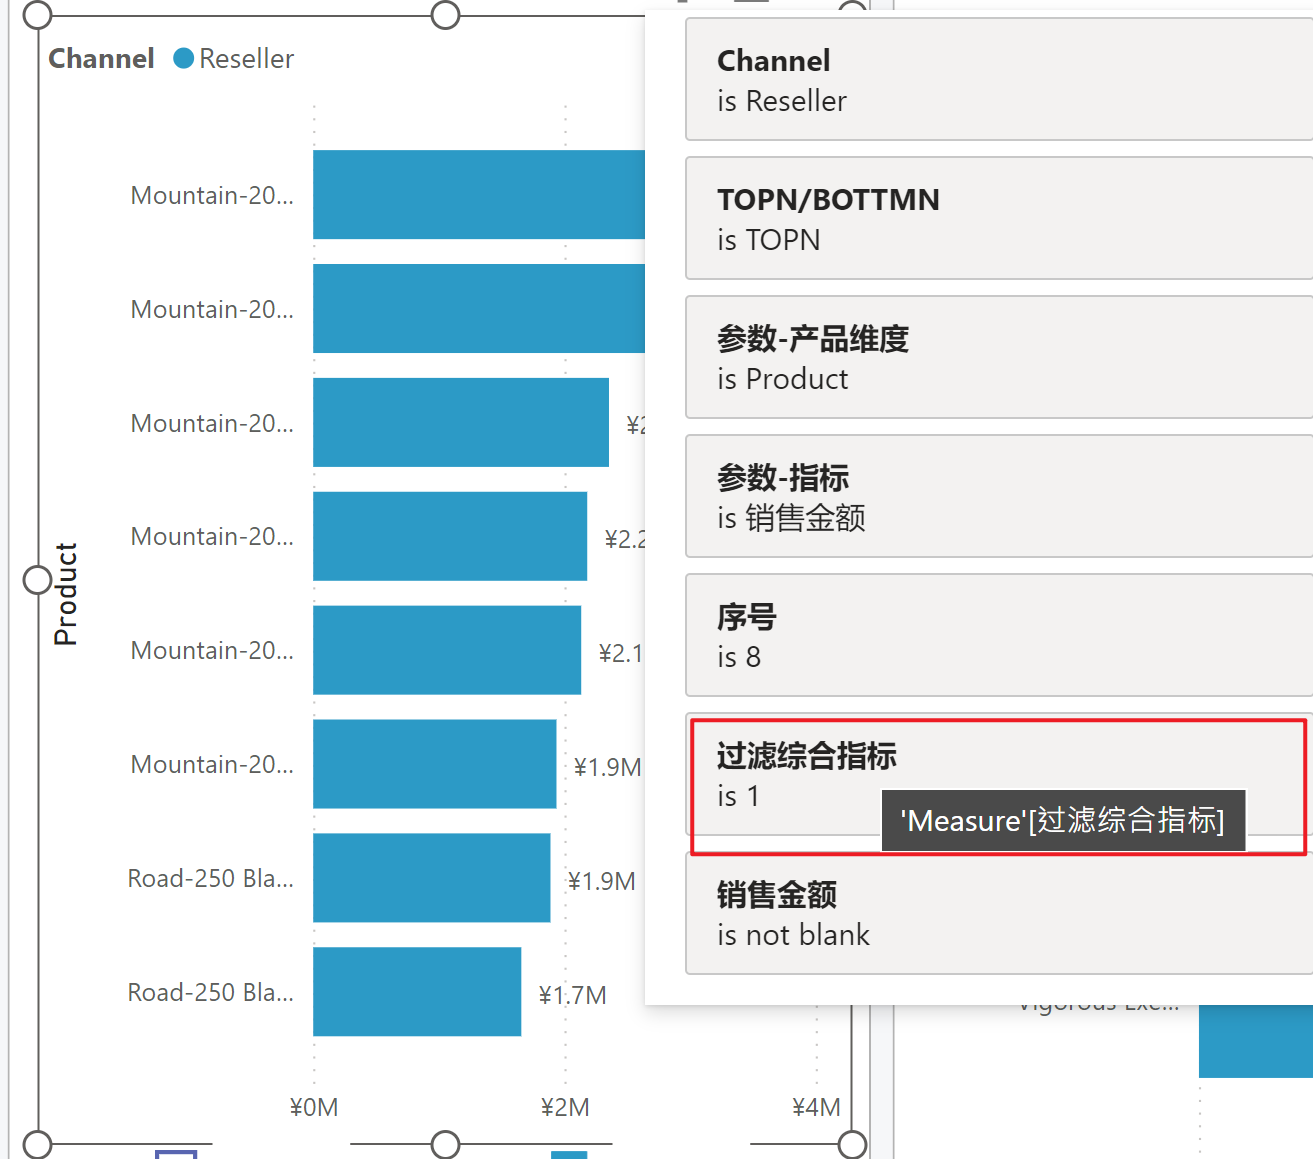 Channel Reseller
Mountain-20...
Mountain-20...
Mountain-20...
Mountain-20... ¥2.2
Mountain-20... ¥2.1
Mountain-20... ¥1.9M
Road-250 Bla... ¥1.9M
Road-250 Bla... ¥1.7M
Product
¥0M ¥2M ¥4M
Channel
is Reseller
TOPN/BOTTMN
is TOPN
参数-产品维度
is Product
参数-指标
is 销售金额
序号
is 8
过滤综合指标
is 1
'Measure'[过滤综合指标]
销售金额
is not blank